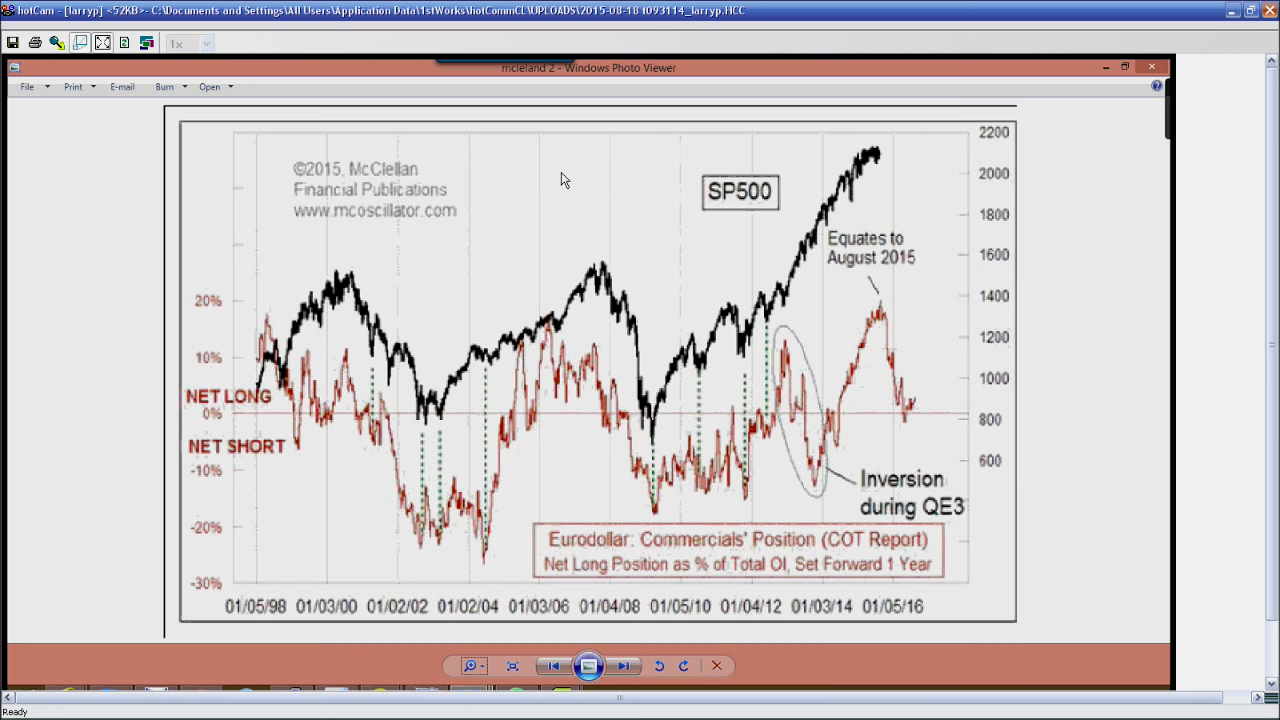 hotCam - [larryp] <52KB>- C:\Documents and Settings\All Users\Application Data\1stWorks\hotCommCL\UPLOADS\2015-08-18 t093114_larryp.HCC
1x
mcleland 2 - Windows Photo Viewer
File Print E-mail Burn Open
©2015, McClellan
Financial Publications
www.mcoscillator.com
SP500
Equates to
August 2015
2200
2000
1800
1600
1400
1200
1000
800
600
20%
10%
NET LONG
0%
NET SHORT
-10%
-20%
-30%
Inversion
during QE3
Eurodollar: Commercials' Position (COT Report)
Net Long Position as % of Total OI, Set Forward 1 Year
01/05/98 01/03/00 01/02/02 01/02/04 01/03/06 01/04/08 01/05/10 01/04/12 01/03/14 01/05/16
Ready